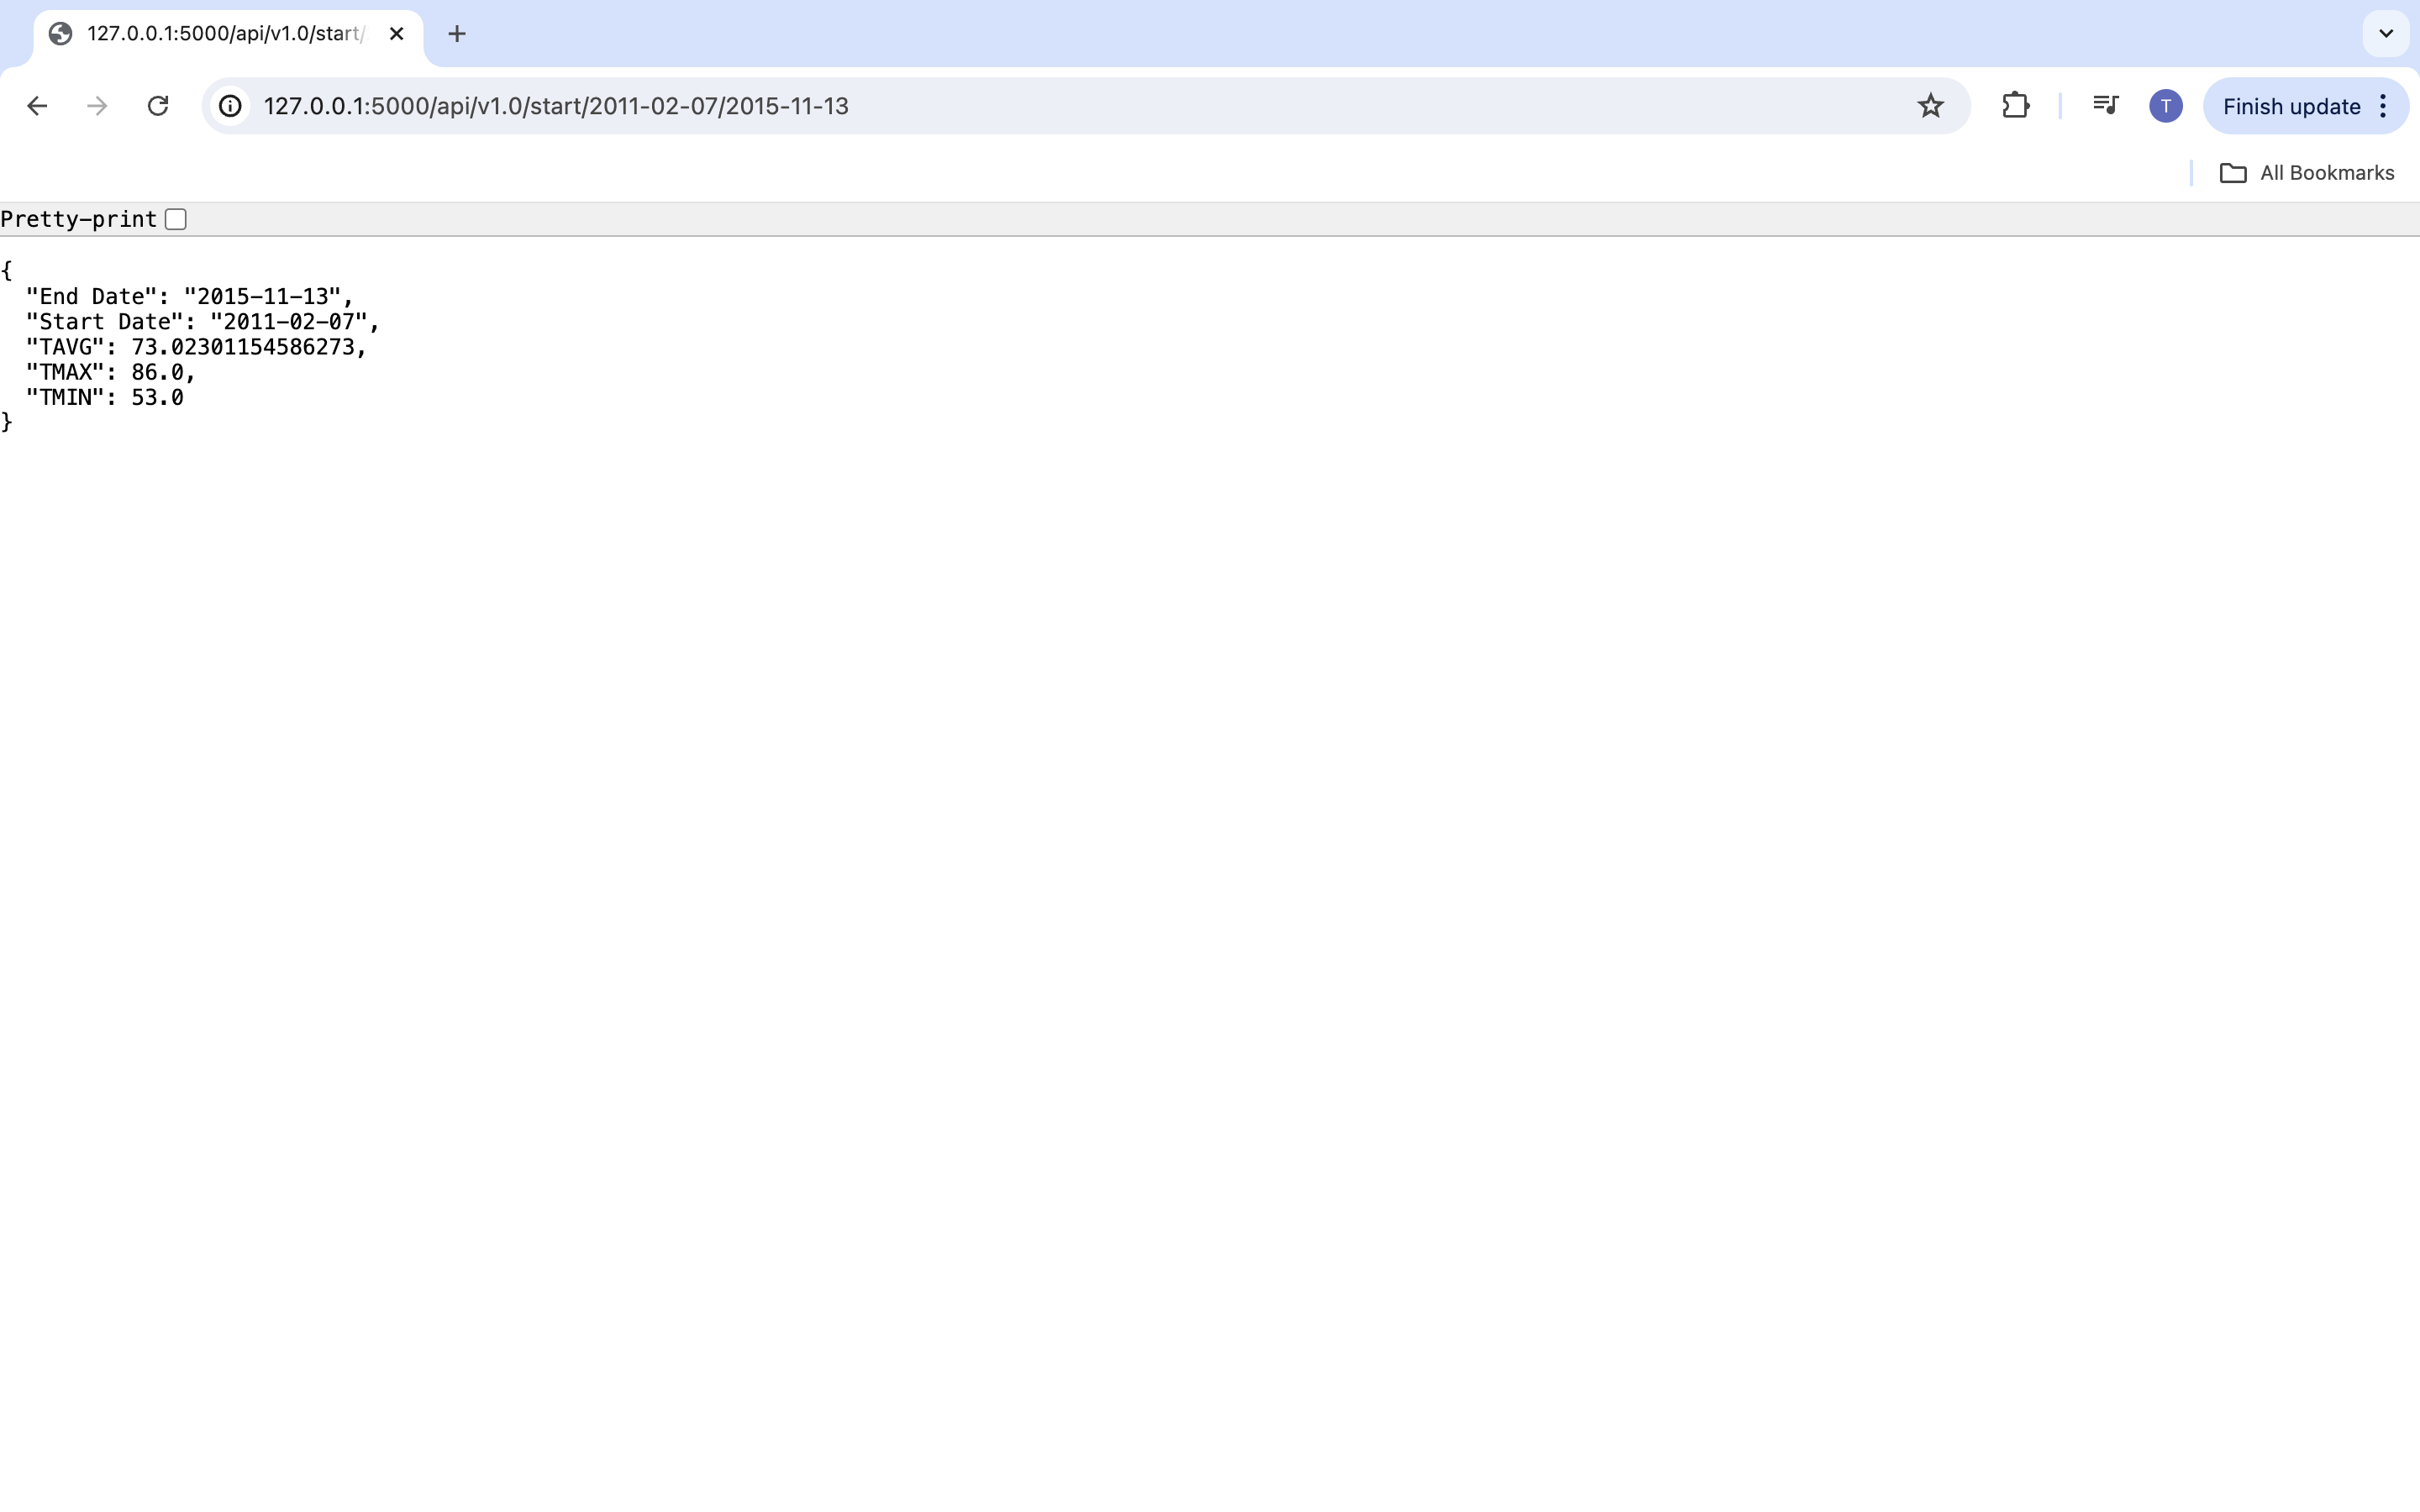 127.0.0.1:5000/api/v1.0/start/
127.0.0.1:5000/api/v1.0/start/2011-02-07/2015-11-13
T
Finish update
All Bookmarks
Pretty-print
{
  "End Date": "2015-11-13",
  "Start Date": "2011-02-07",
  "TAVG": 73.02301154586273,
  "TMAX": 86.0,
  "TMIN": 53.0
}